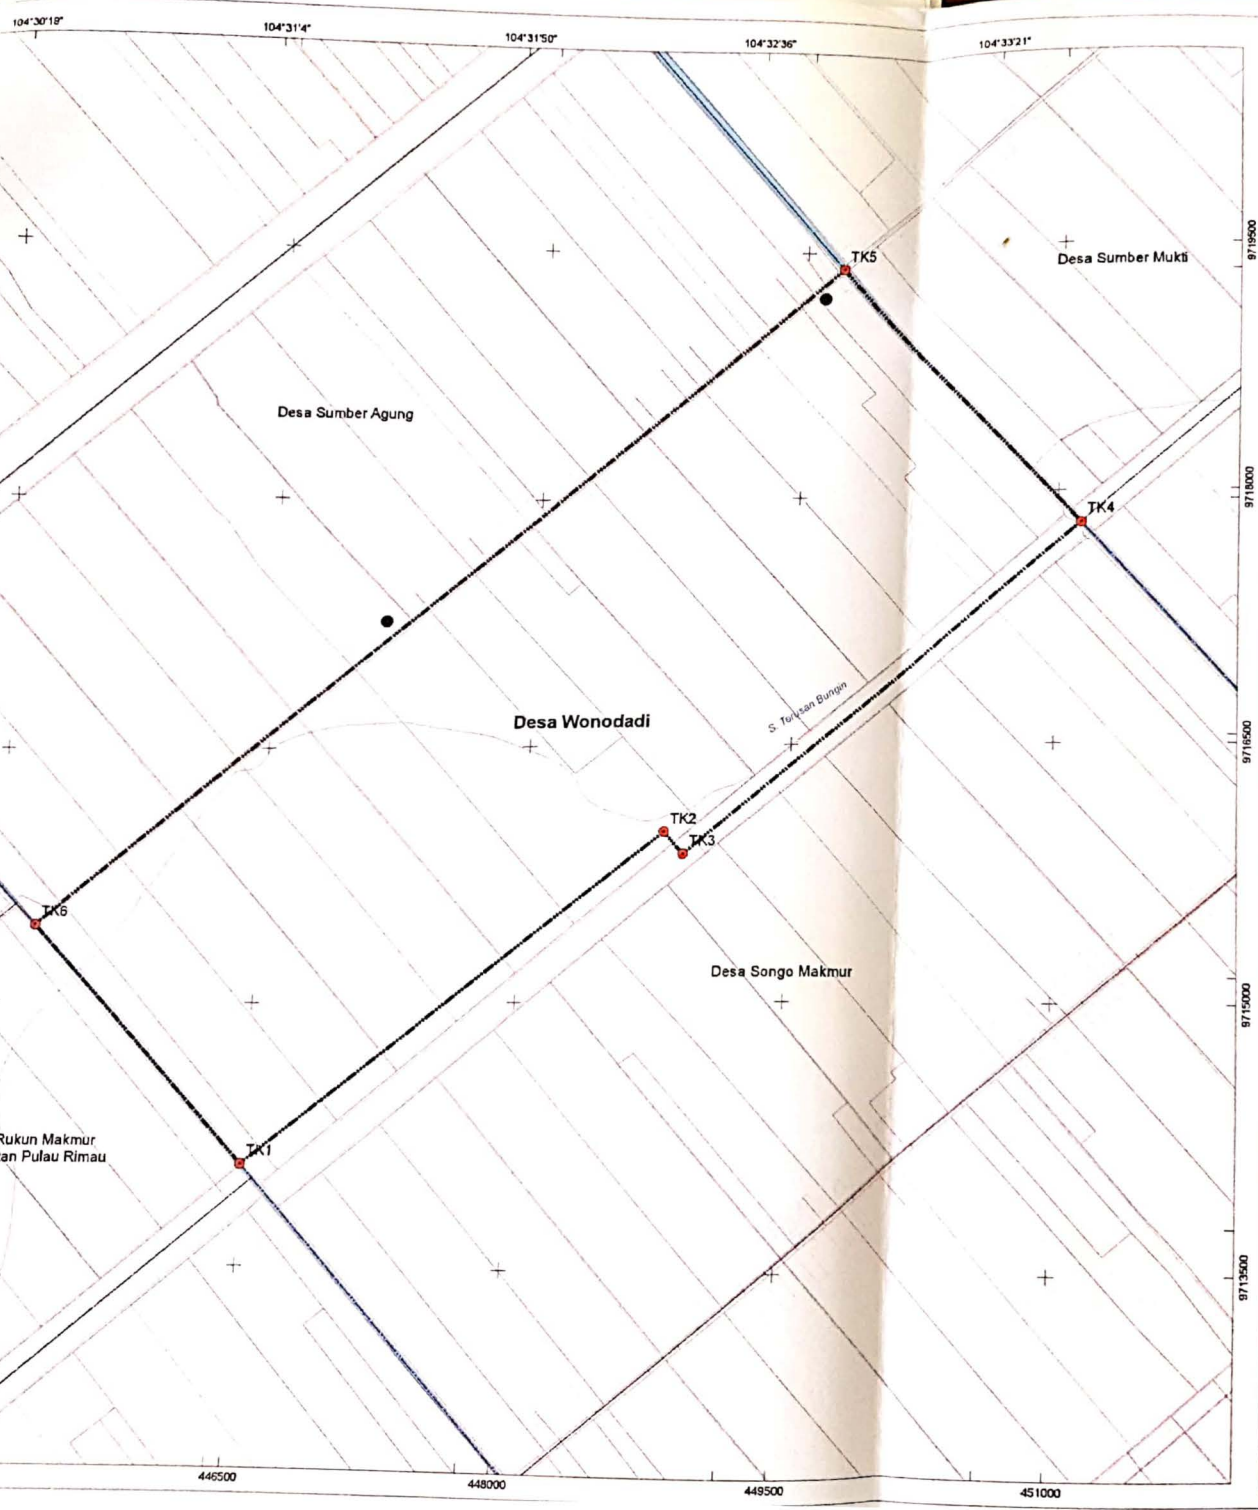 104°30'18" 104°31'4" 104°31'50" 104°32'36" 104°33'21"
9719500
TK5
Desa Sumber Mukti
Desa Sumber Agung
9718000
TK4
S. Terusan Bungin
Desa Wonodadi
9716500
TK2
TK3
TK6
Desa Songo Makmur
9715000
Rukun Makmur
an Pulau Rimau
TK1
9713500
446500 448000 449500 451000